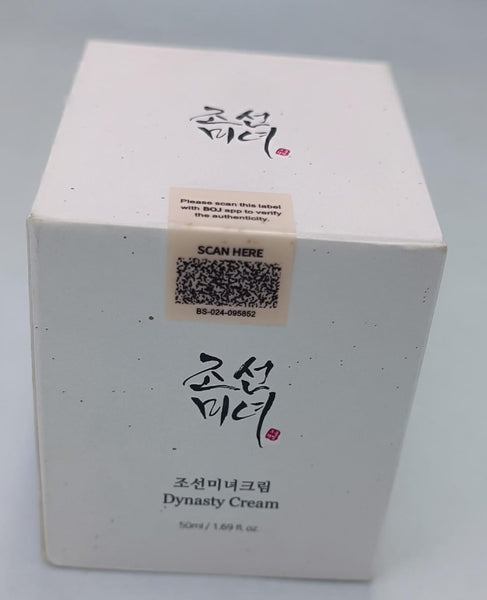 조선
미녀
Please scan this label
with BOJ app to verify
the authenticity.
SCAN HERE
BS-024-095852
조선
미녀
조선미녀크림
Dynasty Cream
50ml / 1.69 fl. oz.